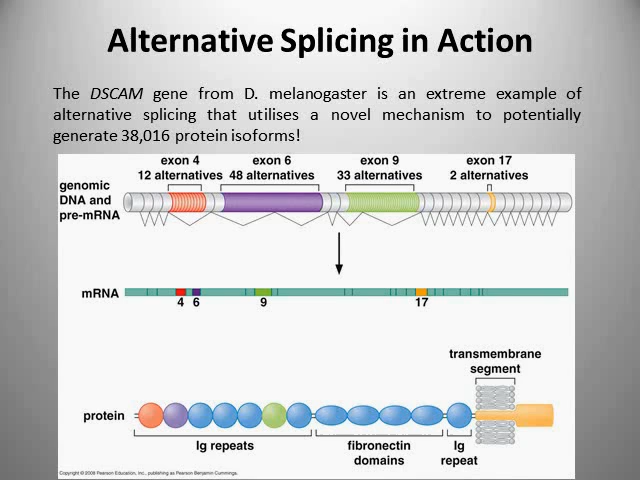 Alternative Splicing in Action
The DSCAM gene from D. melanogaster is an extreme example of
alternative splicing that utilises a novel mechanism to potentially
generate 38,016 protein isoforms!
exon 4 exon 6 exon 9 exon 17
12 alternatives 48 alternatives 33 alternatives 2 alternatives
genomic
DNA and
pre-mRNA
mRNA
4 6 9 17
transmembrane
segment
protein
Ig repeats fibronectin domains Ig repeat
Copyright © 2008 Pearson Education, Inc., publishing as Pearson Benjamin Cummings.